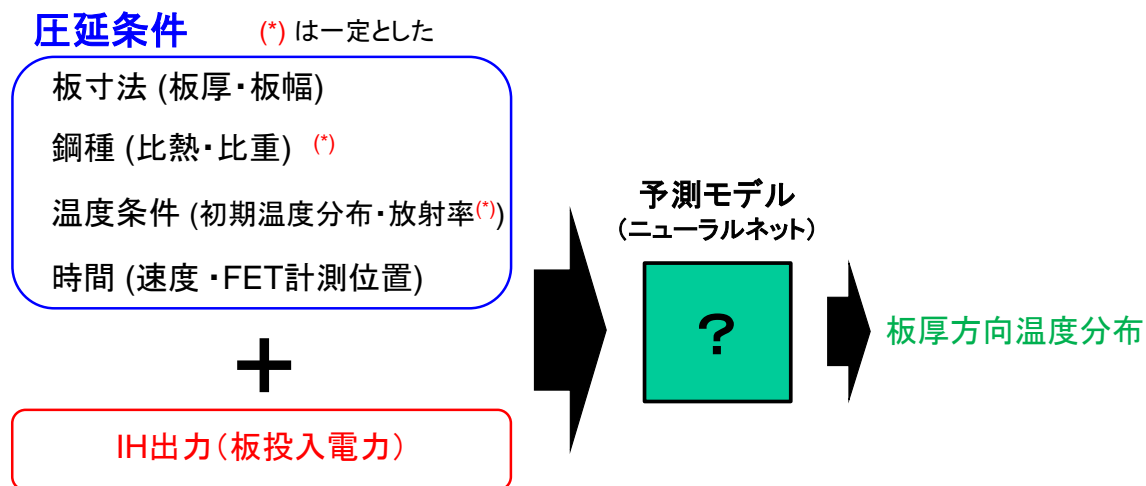 圧延条件 (*) は一定とした
板寸法 (板厚・板幅)
鋼種 (比熱・比重) (*)
温度条件 (初期温度分布・放射率(*))
時間 (速度・FET計測位置)
+
IH出力(板投入電力)
予測モデル
(ニューラルネット)
?
板厚方向温度分布